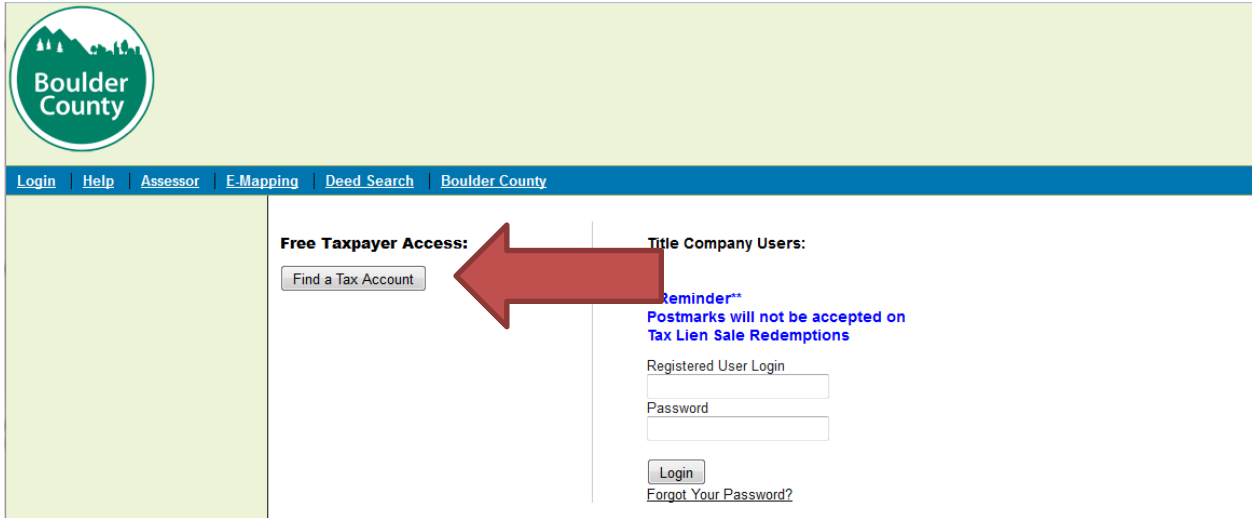 Boulder
County
Login Help Assessor E-Mapping Deed Search Boulder County
Free Taxpayer Access:
Find a Tax Account
Title Company Users:
Reminder**
Postmarks will not be accepted on
Tax Lien Sale Redemptions
Registered User Login
Password
Login
Forgot Your Password?